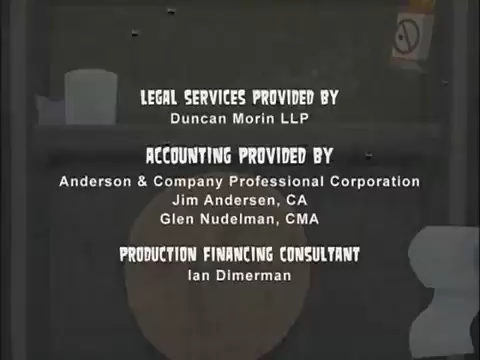 LEGAL SERVICES PROVIDED BY
Duncan Morin LLP
ACCOUNTING PROVIDED BY
Anderson & Company Professional Corporation
Jim Andersen, CA
Glen Nudelman, CMA
PRODUCTION FINANCING CONSULTANT
Ian Dimerman